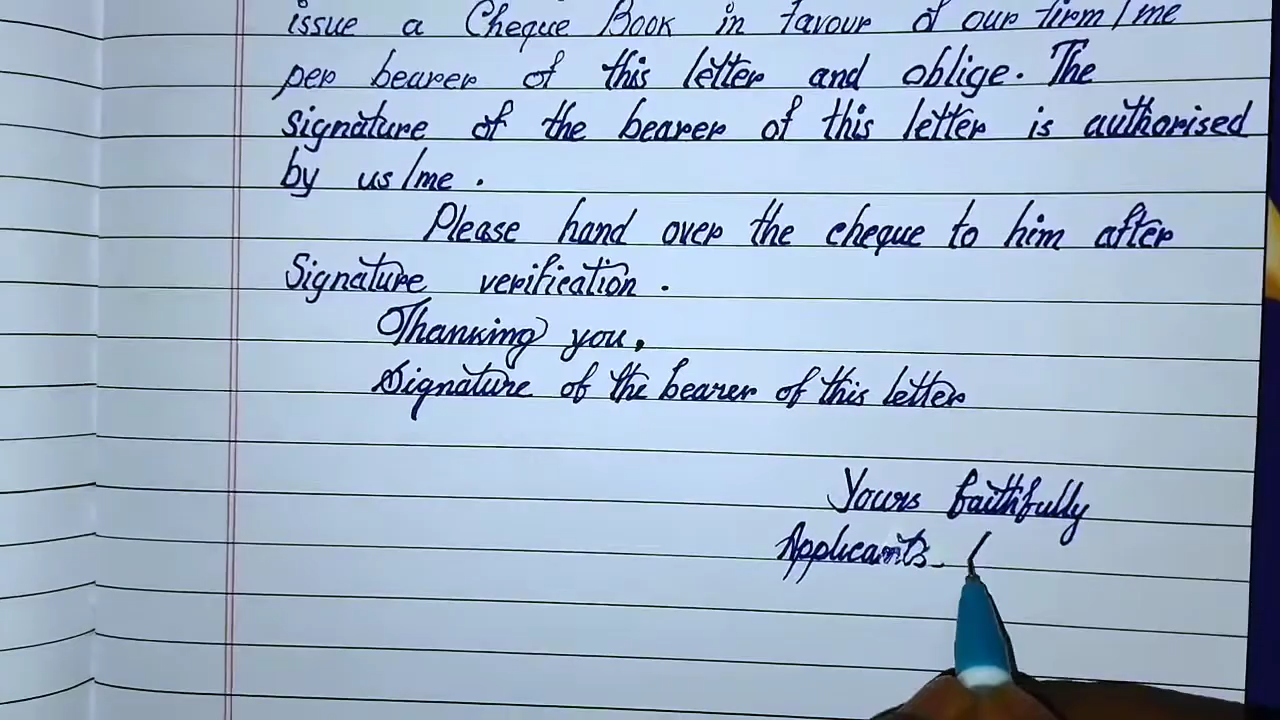 issue a Cheque Book in favour of our firm/me
per bearer of this letter and oblige. The
signature of the bearer of this letter is authorised
by us/me.
Please hand over the cheque to him after
Signature verification.
Thanking you,
Signature of the bearer of this letter
Yours faithfully
Applicants. (